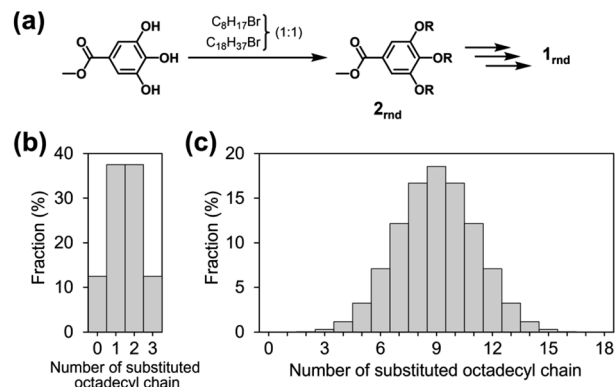 (a)
C8H17Br
C18H37Br
(1:1)
O
O
OH
OH
OH
O
O
OR
OR
OR
2rnd
1rnd
(b)
Fraction (%)
40
30
20
10
0
0 1 2 3
Number of substituted
octadecyl chain
(c)
Fraction (%)
20
15
10
5
0
0 3 6 9 12 15 18
Number of substituted octadecyl chain